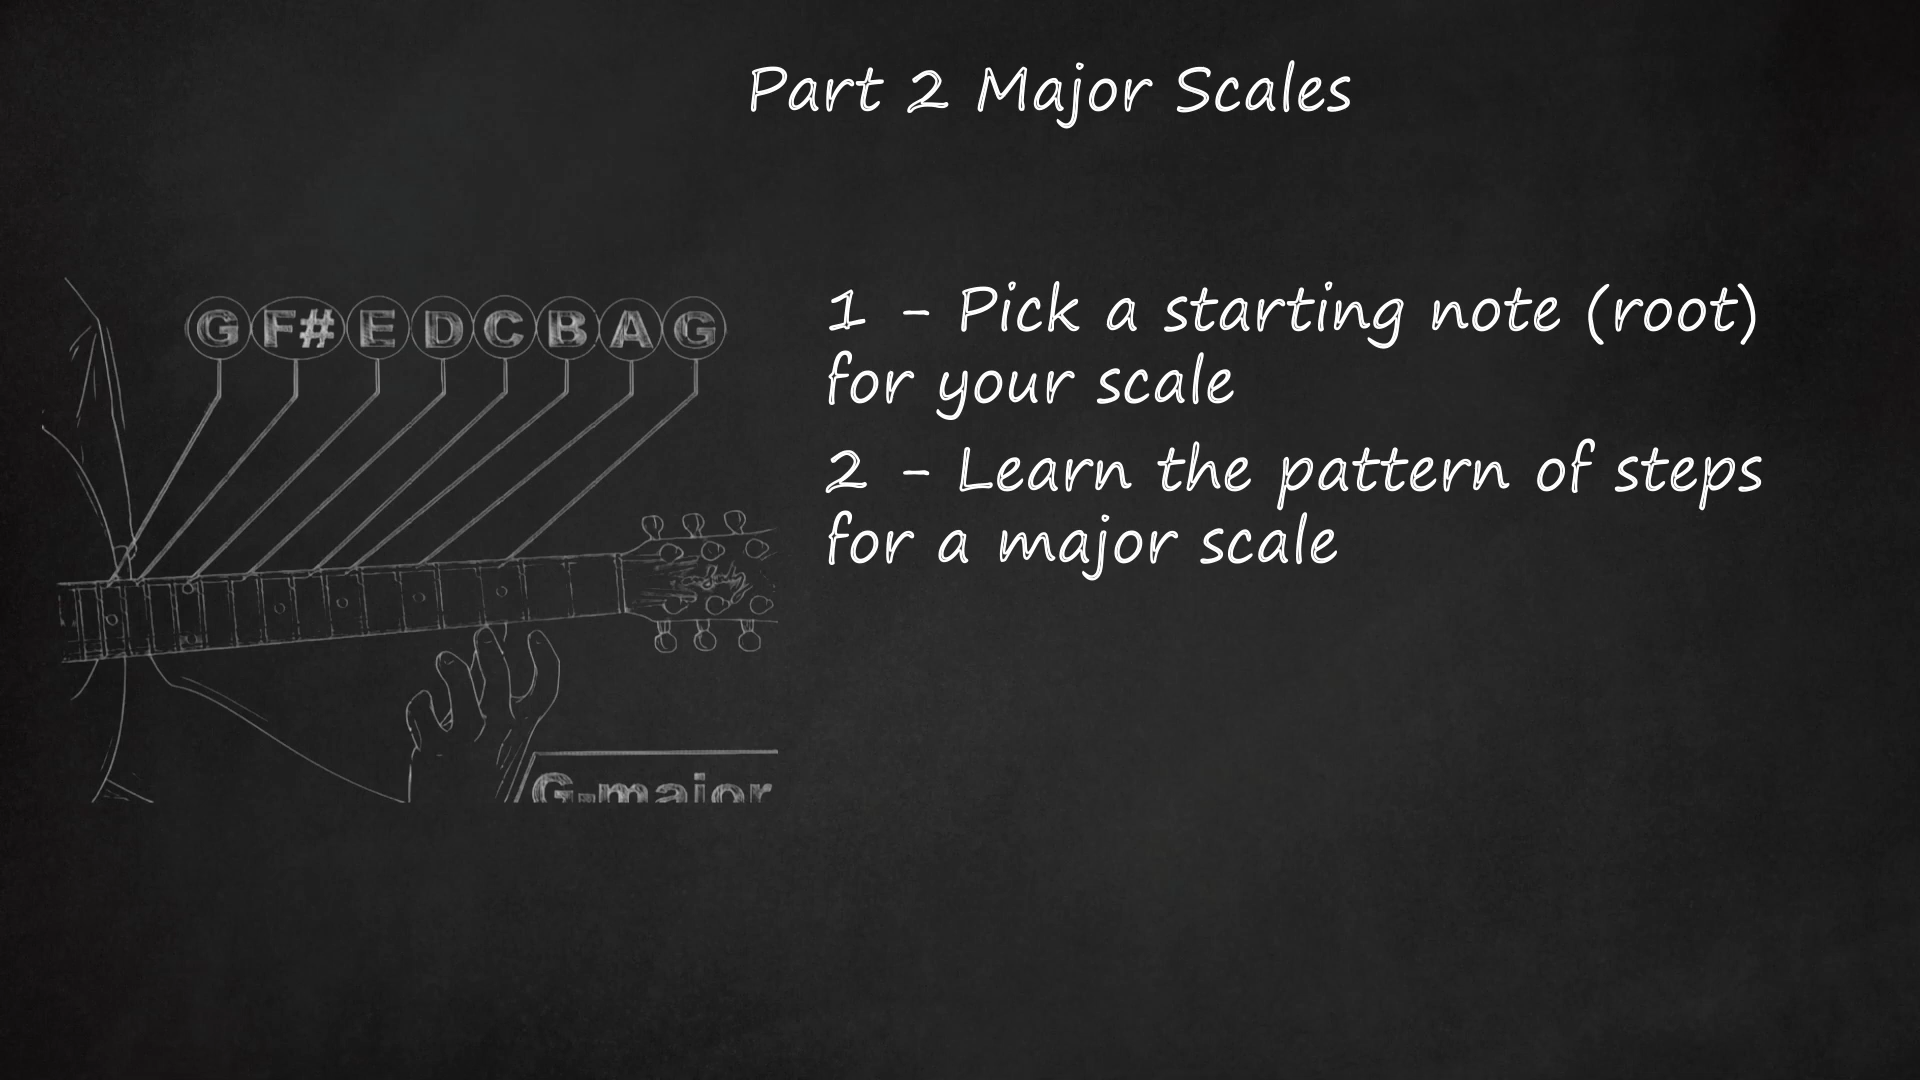 Part 2 Major Scales
G F# E D C B A G
1 - Pick a starting note (root)
for your scale
2 - Learn the pattern of steps
for a major scale
G-major